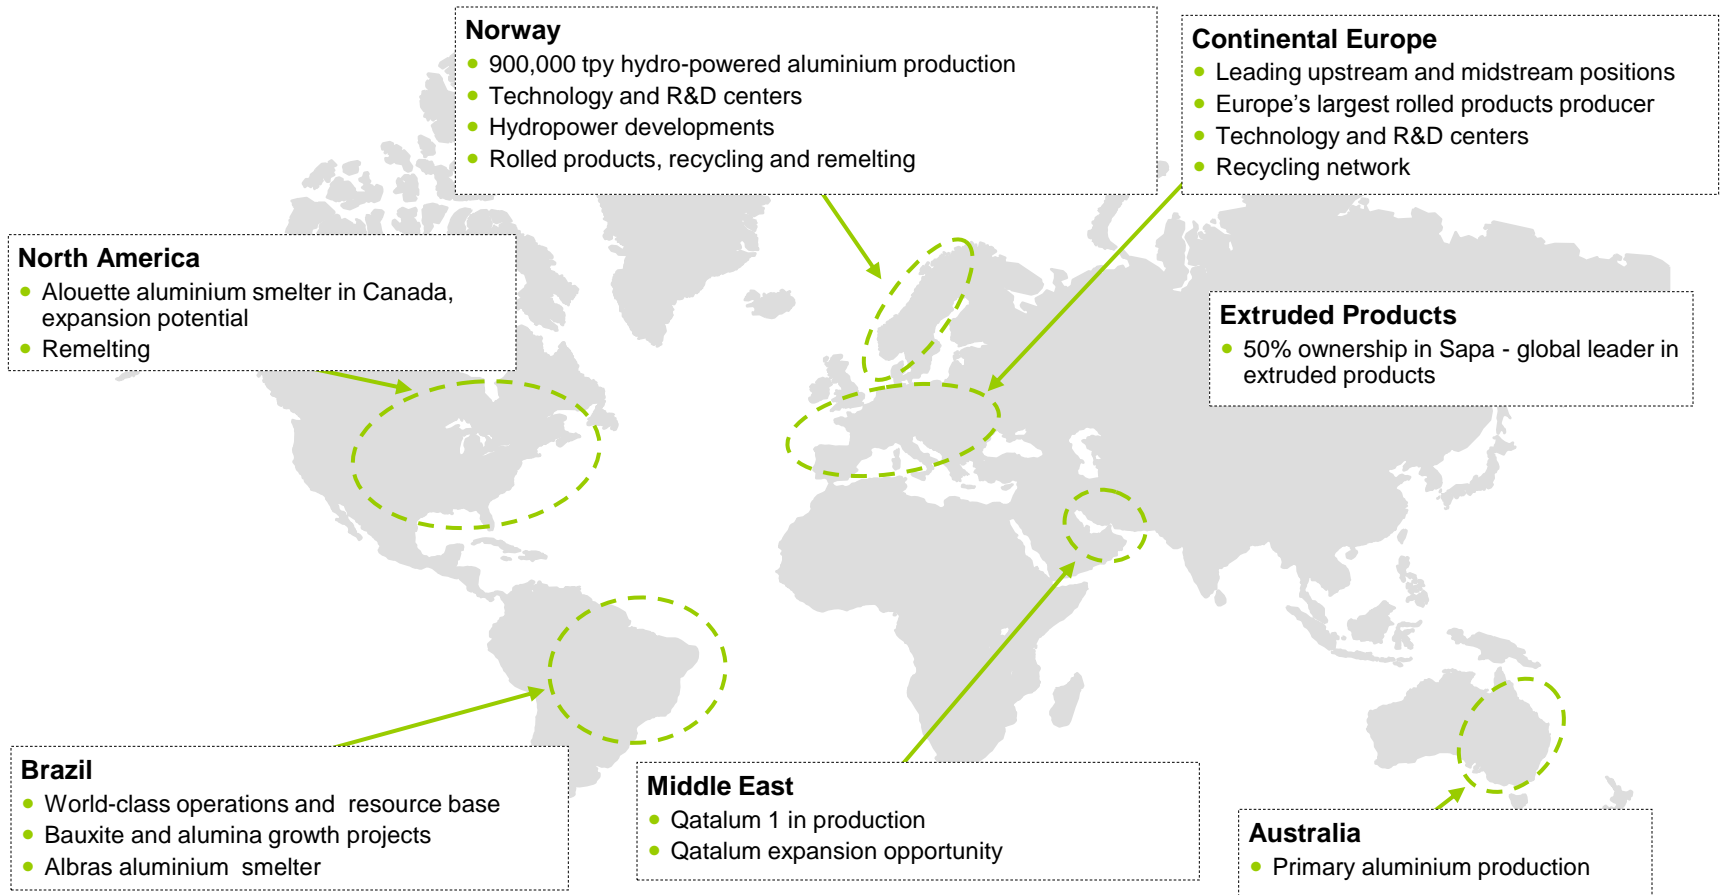 Norway
900,000 tpy hydro-powered aluminium production
Technology and R&D centers
Hydropower developments
Rolled products, recycling and remelting
Continental Europe
Leading upstream and midstream positions
Europe's largest rolled products producer
Technology and R&D centers
Recycling network
North America
Alouette aluminium smelter in Canada,
expansion potential
Remelting
Extruded Products
50% ownership in Sapa - global leader in
extruded products
Brazil
World-class operations and resource base
Bauxite and alumina growth projects
Albras aluminium smelter
Middle East
Qatalum 1 in production
Qatalum expansion opportunity
Australia
Primary aluminium production